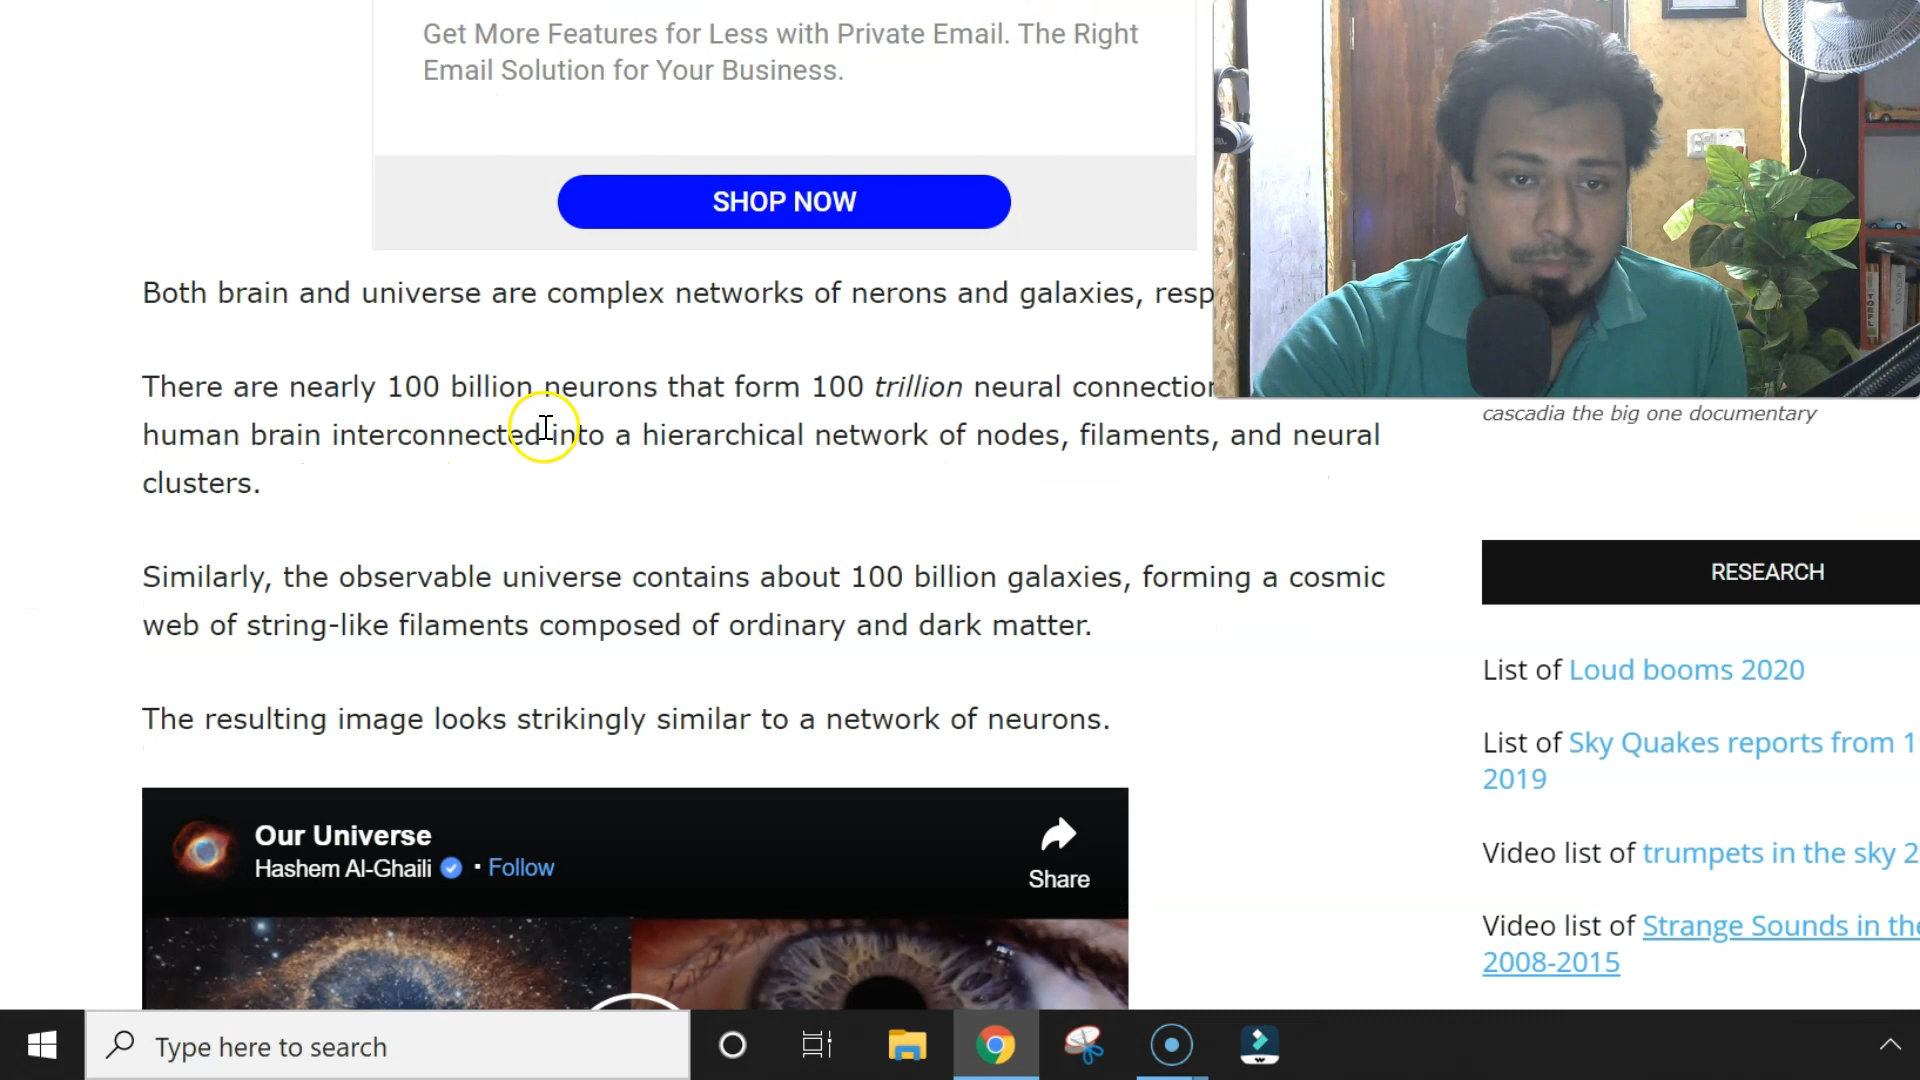 Get More Features for Less with Private Email. The Right
Email Solution for Your Business.
SHOP NOW
Both brain and universe are complex networks of nerons and galaxies, resp
There are nearly 100 billion neurons that form 100 trillion neural connection
human brain interconnected into a hierarchical network of nodes, filaments, and neural
clusters.
Similarly, the observable universe contains about 100 billion galaxies, forming a cosmic
web of string-like filaments composed of ordinary and dark matter.
The resulting image looks strikingly similar to a network of neurons.
Our Universe
Hashem Al-Ghaili · Follow
Share
cascadia the big one documentary
RESEARCH
List of Loud booms 2020
List of Sky Quakes reports from 1
2019
Video list of trumpets in the sky 2
Video list of Strange Sounds in the
2008-2015
TOEFL
Type here to search